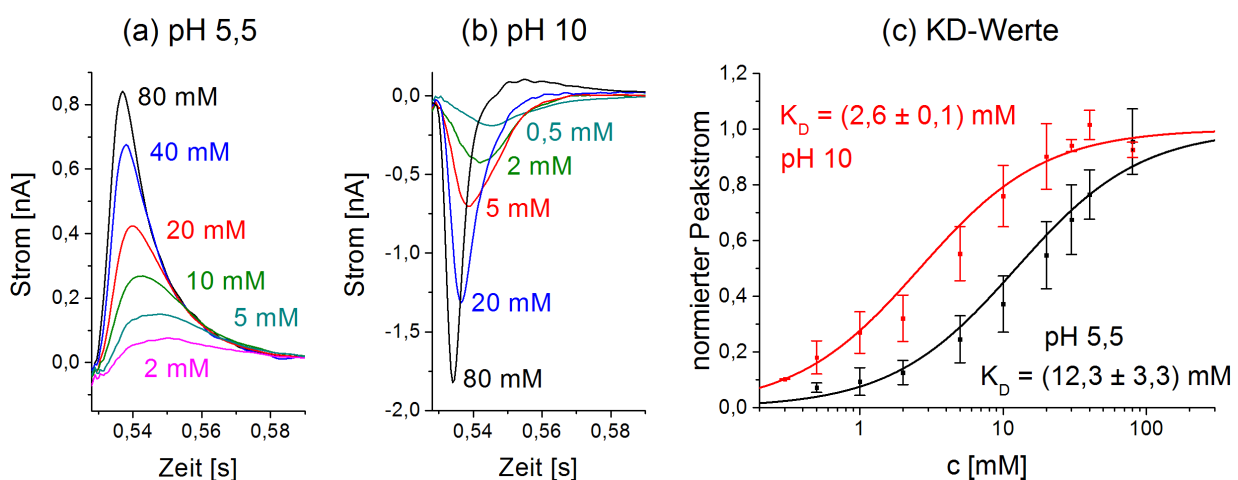 (a) pH 5,5
Strom [nA]
0,8
0,6
0,4
0,2
0,0
80 mM
40 mM
20 mM
10 mM
5 mM
2 mM
0,54
0,56
0,58
Zeit [s]
(b) pH 10
Strom [nA]
0,0
-0,5
-1,0
-1,5
-2,0
0,5 mM
2 mM
5 mM
20 mM
80 mM
0,54
0,56
0,58
Zeit [s]
(c) KD-Werte
normierter Peakstrom
1,2
1,0
0,8
0,6
0,4
0,2
0,0
K_D = (2,6 ± 0,1) mM
pH 10
pH 5,5
K_D = (12,3 ± 3,3) mM
1
10
100
c [mM]